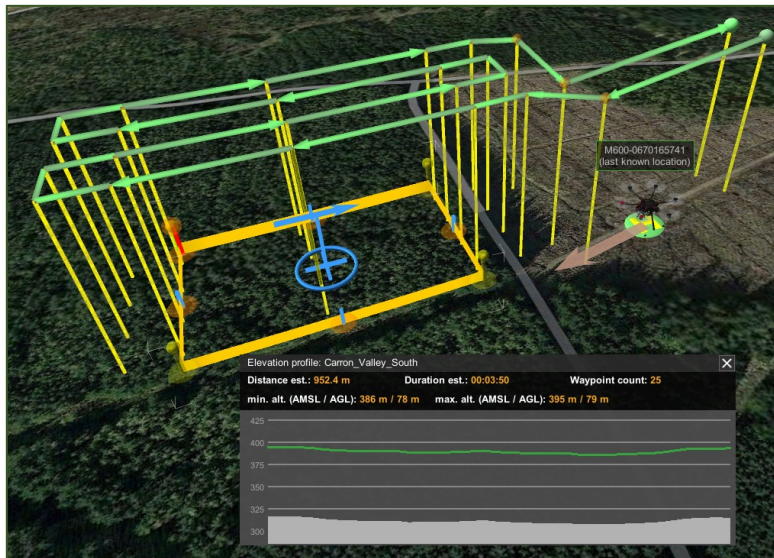 M600-0670165741
(last known location)
Elevation profile: Carron_Valley_South
Distance est.: 952.4 m Duration est.: 00:03:50 Waypoint count: 25
min. alt. (AMSL / AGL): 386 m / 78 m max. alt. (AMSL / AGL): 395 m / 79 m
425
400
375
350
325
300